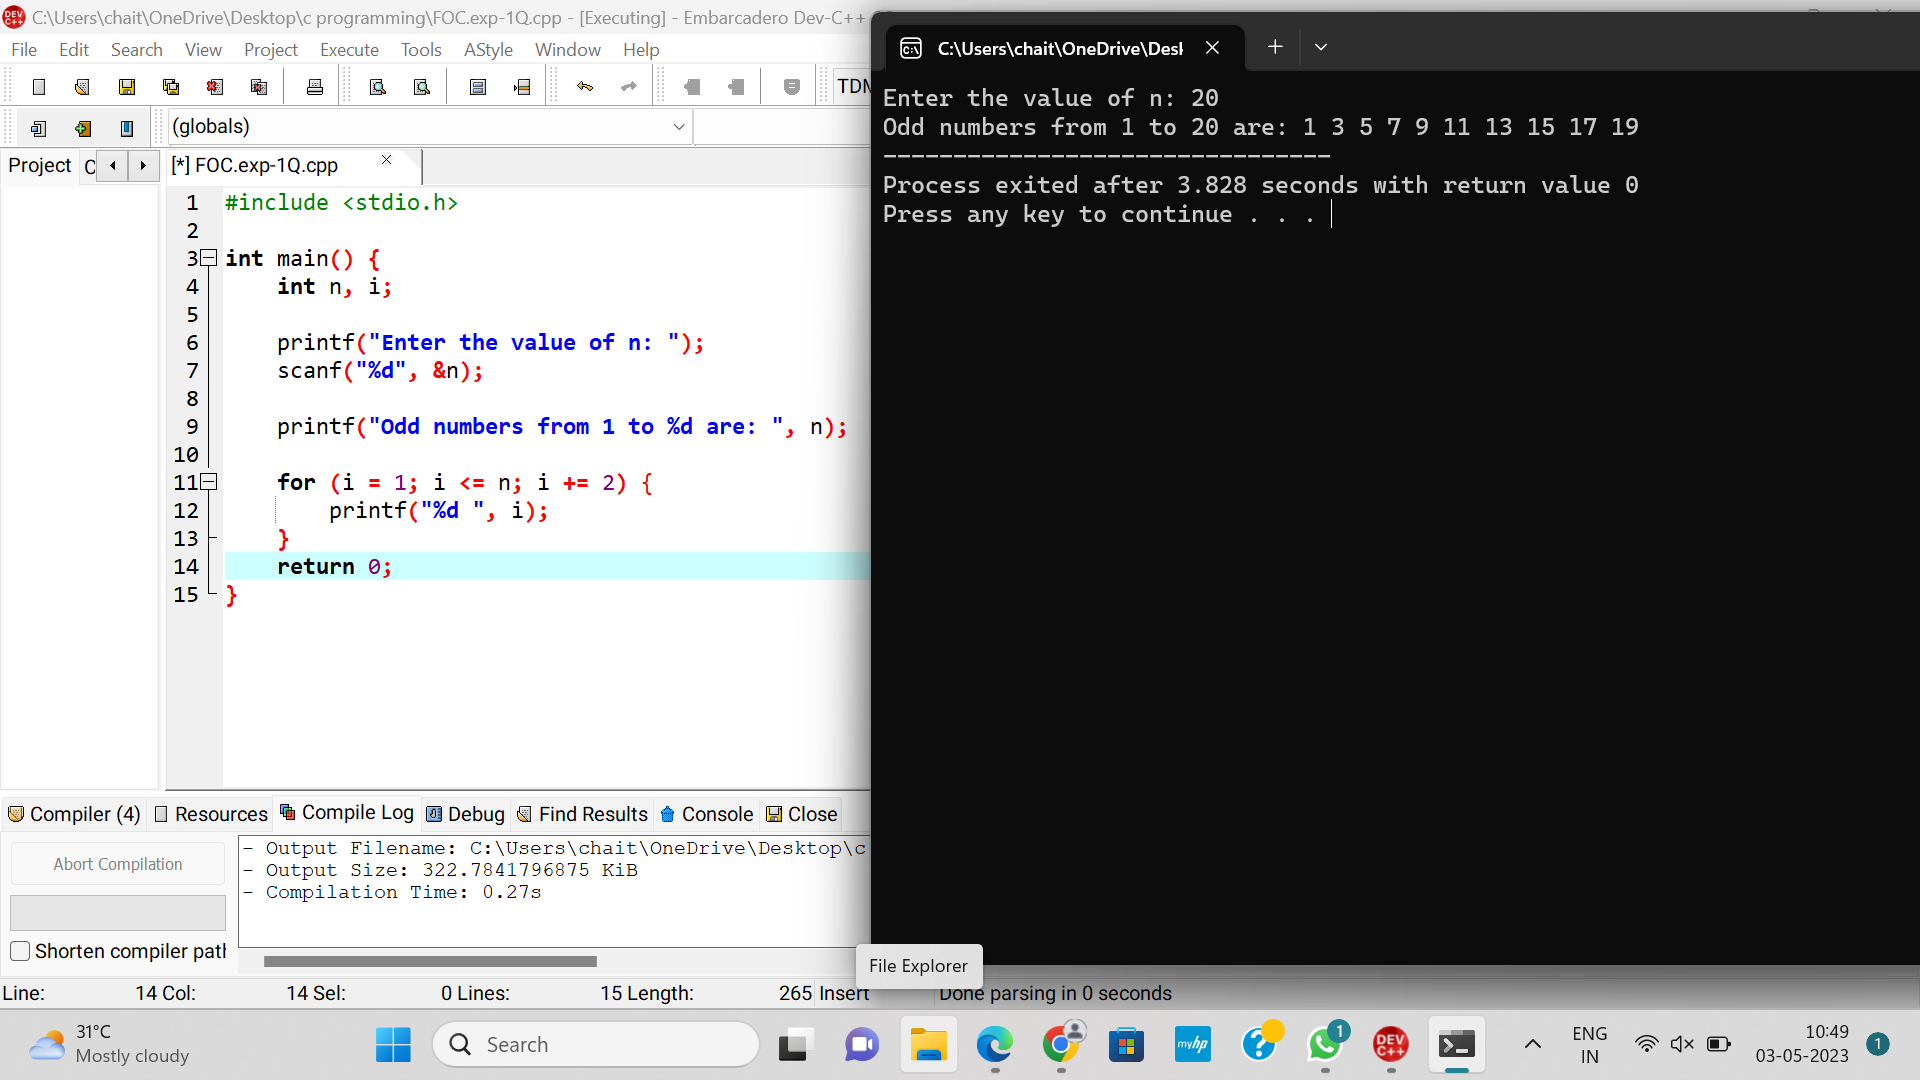 C:\Users\chait\OneDrive\Desktop\c programming\FOC.exp-1Q.cpp - [Executing] - Embarcadero Dev-C++
File Edit Search View Project Execute Tools AStyle Window Help
TDM
(globals)
Project
[*] FOC.exp-1Q.cpp
1 #include <stdio.h>
2
3 int main() {
4 int n, i;
5
6 printf("Enter the value of n: ");
7 scanf("%d", &n);
8
9 printf("Odd numbers from 1 to %d are: ", n);
10
11 for (i = 1; i <= n; i += 2) {
12 printf("%d ", i);
13 }
14 return 0;
15 }
C:\Users\chait\OneDrive\Desk
Enter the value of n: 20
Odd numbers from 1 to 20 are: 1 3 5 7 9 11 13 15 17 19
--------------------------------
Process exited after 3.828 seconds with return value 0
Press any key to continue . . .
Compiler (4) Resources Compile Log Debug Find Results Console Close
Abort Compilation
Shorten compiler path
- Output Filename: C:\Users\chait\OneDrive\Desktop\c
- Output Size: 322.7841796875 KiB
- Compilation Time: 0.27s
File Explorer
Line: 14 Col: 14 Sel: 0 Lines: 15 Length: 265 Insert Done parsing in 0 seconds
31°C
Mostly cloudy
Search
myhp
1
DEV C++
ENG
IN
10:49
03-05-2023
1